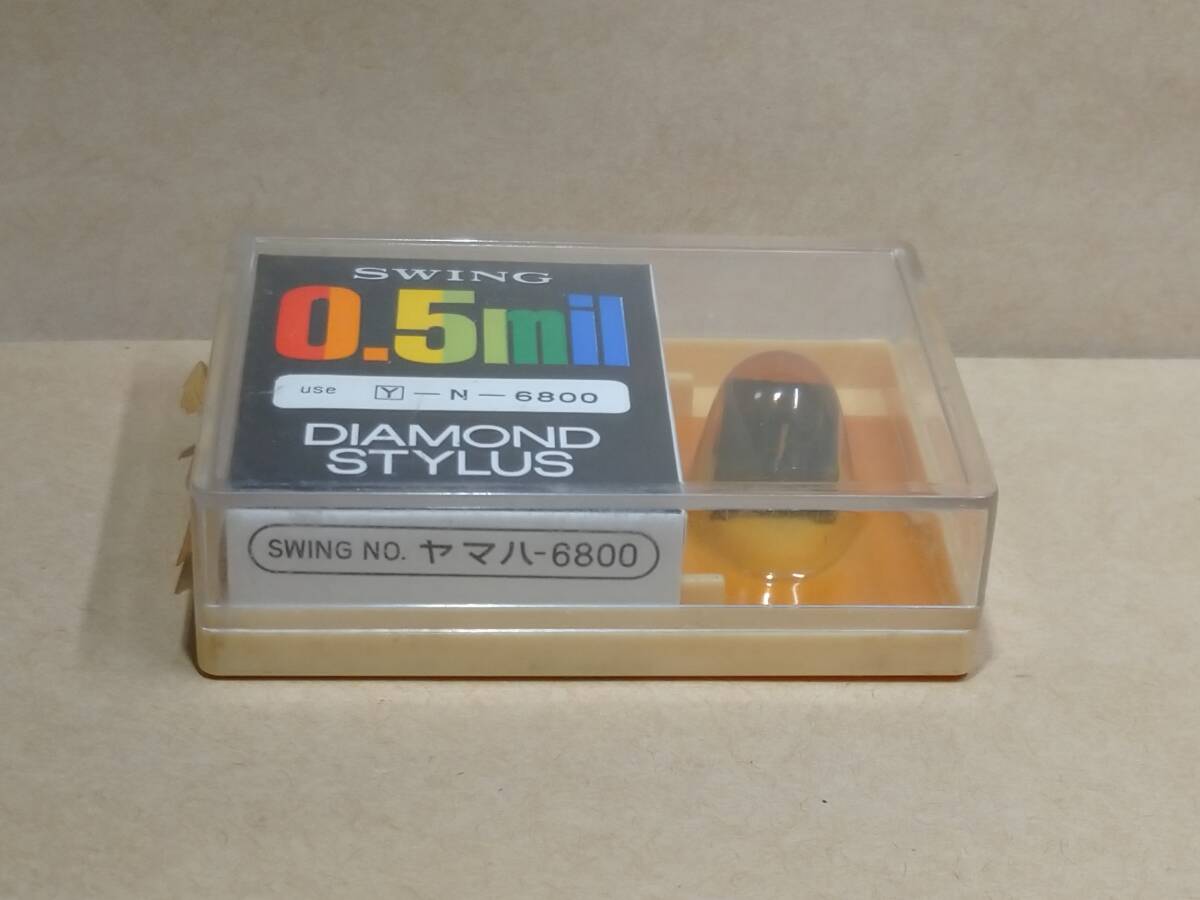 SWING
0.5mil
use Y-N-6800
DIAMOND
STYLUS
SWING NO. ヤマハ-6800